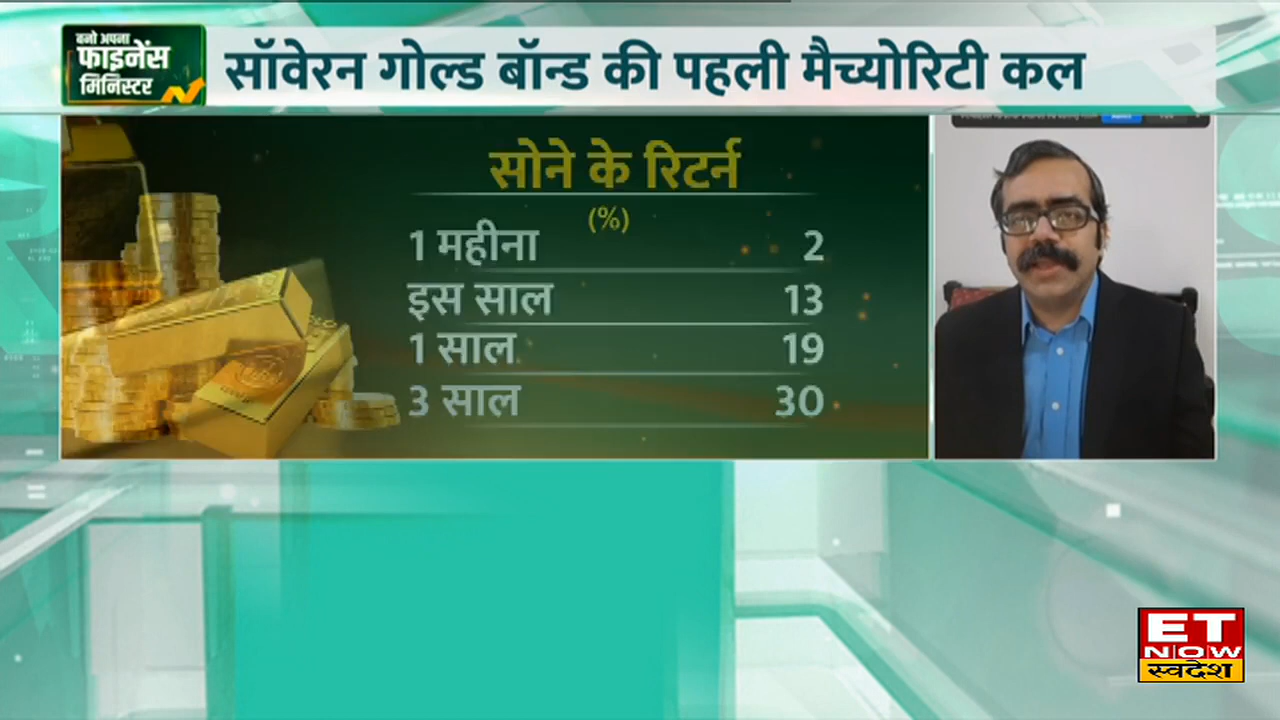 बनो अपना
फाइनेंस
मिनिस्टर
सॉवेरन गोल्ड बॉन्ड की पहली मैच्योरिटी कल
सोने के रिटर्न
(%)
1 महीना 2
इस साल 13
1 साल 19
3 साल 30
ET
NOW
स्वदेश